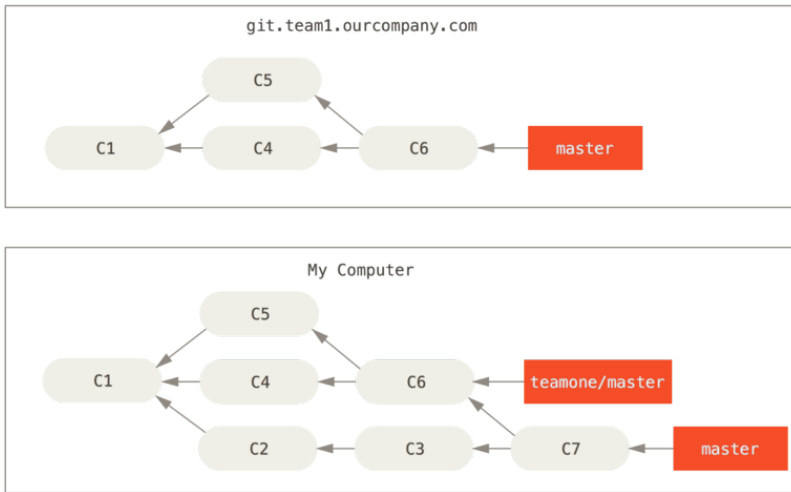 git.team1.ourcompany.com
C5
C1
C4
C6
master
My Computer
C5
C1
C4
C6
teamone/master
C2
C3
C7
master